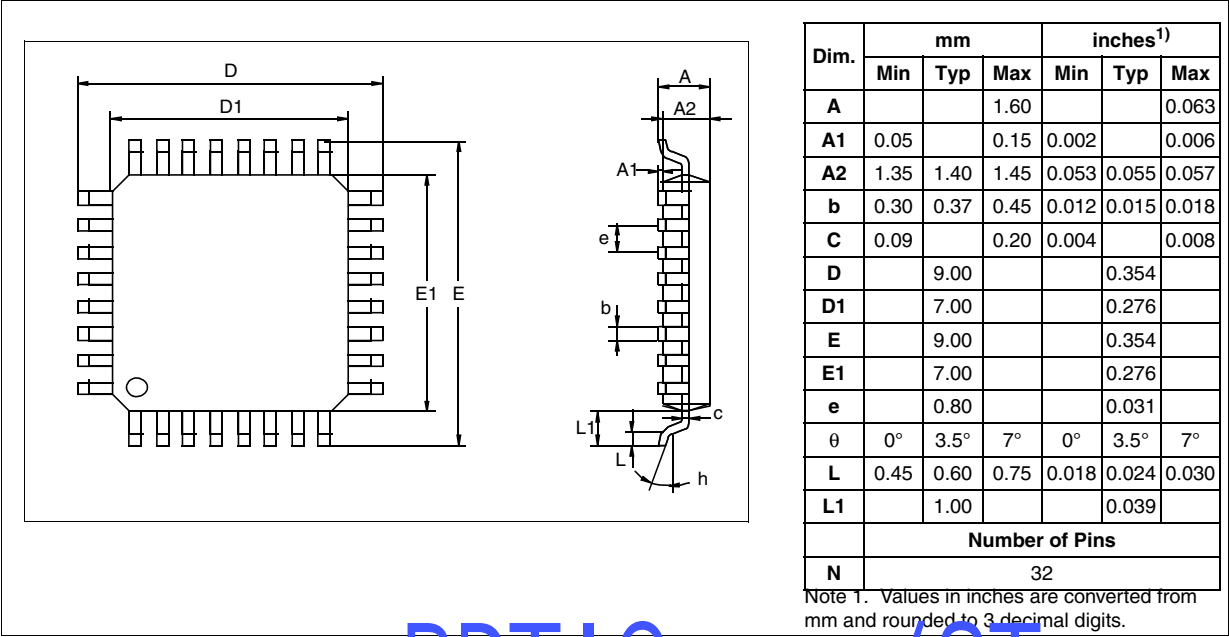 D
D1
E1 E
A
A2
A1
e
b
L1
c
L
h
Dim. mm inches1)
Min Typ Max Min Typ Max
A 1.60 0.063
A1 0.05 0.15 0.002 0.006
A2 1.35 1.40 1.45 0.053 0.055 0.057
b 0.30 0.37 0.45 0.012 0.015 0.018
C 0.09 0.20 0.004 0.008
D 9.00 0.354
D1 7.00 0.276
E 9.00 0.354
E1 7.00 0.276
e 0.80 0.031
θ 0° 3.5° 7° 0° 3.5° 7°
L 0.45 0.60 0.75 0.018 0.024 0.030
L1 1.00 0.039
Number of Pins
N 32
Note 1. Values in inches are converted from
mm and rounded to 3 decimal digits.